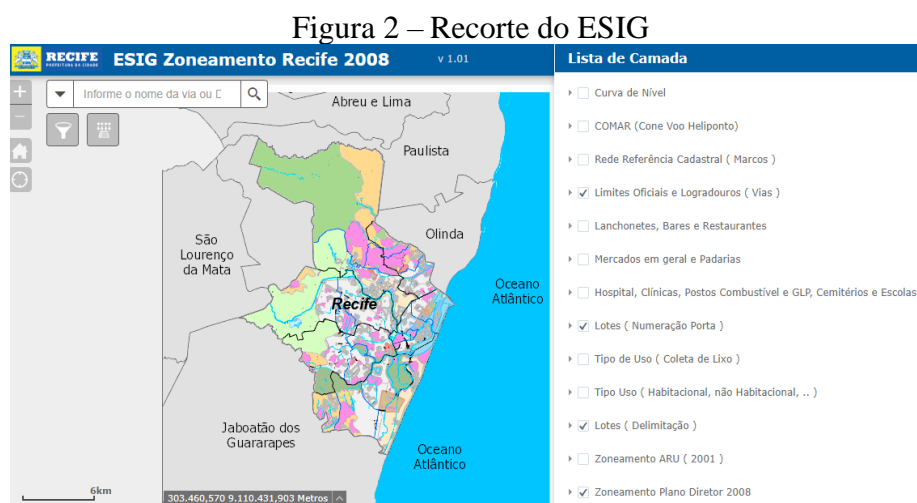 Figura 2 – Recorte do ESIG
RECIFE
PREFEITURA DA CIDADE
ESIG Zoneamento Recife 2008
v 1.01
Lista de Camada
Informe o nome da via ou D
Abreu e Lima
Paulista
Olinda
São
Lourenço
da Mata
Oceano
Atlântico
Recife
Jaboatão dos
Guararapes
Oceano
Atlântico
6km
303.460,570 9.110.431,903 Metros
Curva de Nível
COMAR (Cone Voo Heliponto)
Rede Referência Cadastral ( Marcos )
Limites Oficiais e Logradouros ( Vias )
Lanchonetes, Bares e Restaurantes
Mercados em geral e Padarias
Hospital, Clínicas, Postos Combustível e GLP, Cemitérios e Escolas
Lotes ( Numeração Porta )
Tipo de Uso ( Coleta de Lixo )
Tipo Uso ( Habitacional, não Habitacional, .. )
Lotes ( Delimitação )
Zoneamento ARU ( 2001 )
Zoneamento Plano Diretor 2008